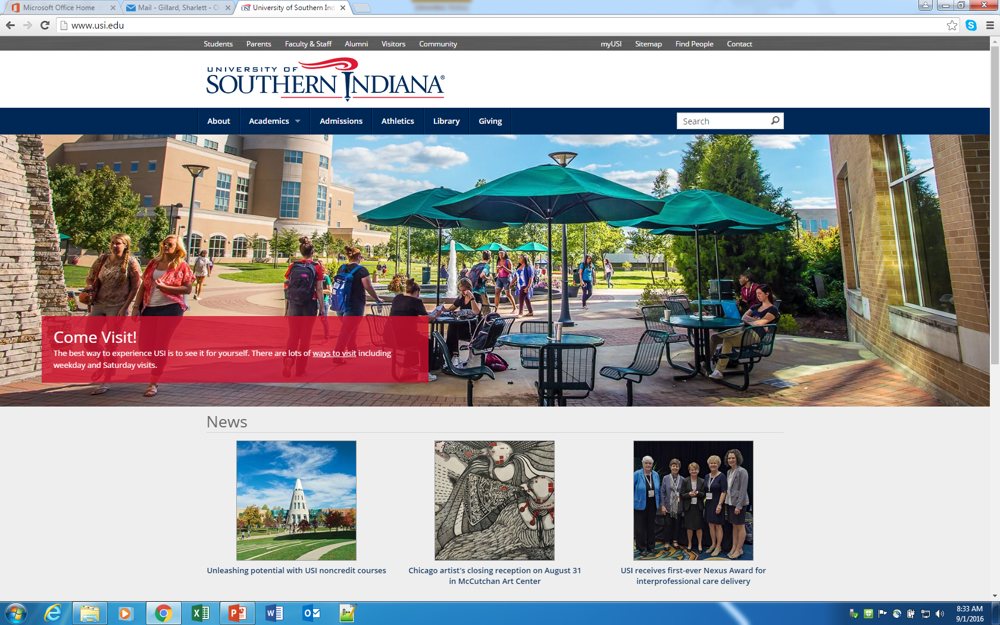 Microsoft Office Home
Mail - Gillard, Sharlett - O
University of Southern Ind
www.usi.edu
Students Parents Faculty & Staff Alumni Visitors Community myUSI Sitemap Find People Contact
UNIVERSITY OF
SOUTHERN INDIANA®
About Academics Admissions Athletics Library Giving Search
Come Visit!
The best way to experience USI is to see it for yourself. There are lots of ways to visit including
weekday and Saturday visits.
News
Unleashing potential with USI noncredit courses
Chicago artist's closing reception on August 31
in McCutchan Art Center
USI receives first-ever Nexus Award for
interprofessional care delivery
8:33 AM
9/1/2016